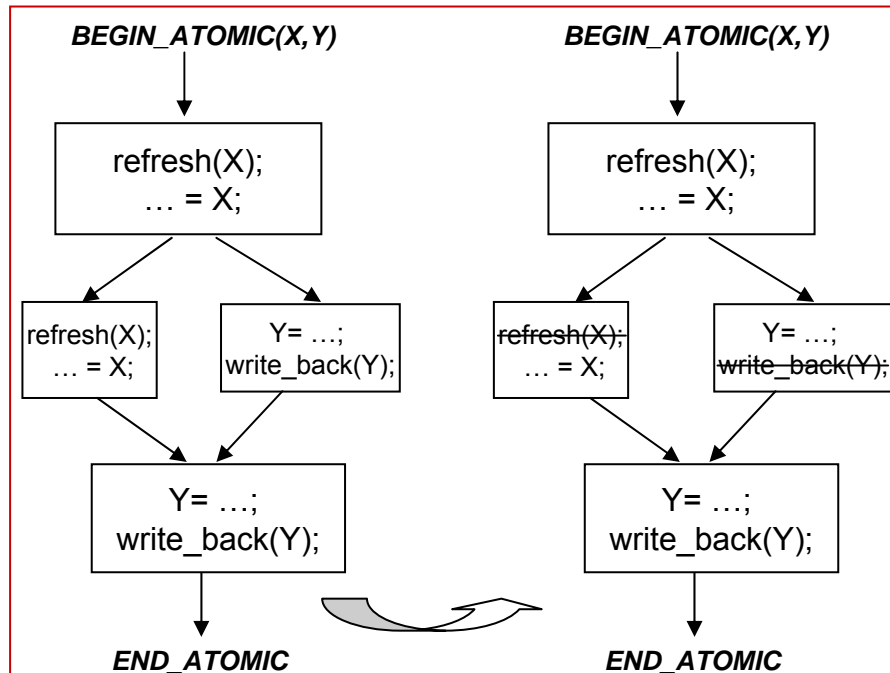 BEGIN_ATOMIC(X,Y)
refresh(X);
… = X;
refresh(X);
… = X;
Y= …;
write_back(Y);
Y= …;
write_back(Y);
END_ATOMIC
BEGIN_ATOMIC(X,Y)
refresh(X);
… = X;
refresh(X);
… = X;
Y= …;
write_back(Y);
Y= …;
write_back(Y);
END_ATOMIC